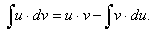 ∫u · dv = u · v − ∫v · du.